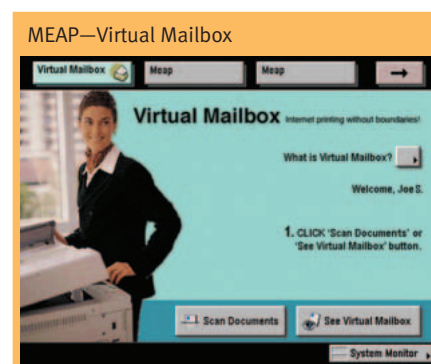 MEAP—Virtual Mailbox
Virtual Mailbox Meap Meap
Virtual Mailbox Internet printing without boundaries!
What is Virtual Mailbox?
Welcome, Joe S.
1. CLICK 'Scan Documents' or
'See Virtual Mailbox' button.
Scan Documents See Virtual Mailbox
System Monitor